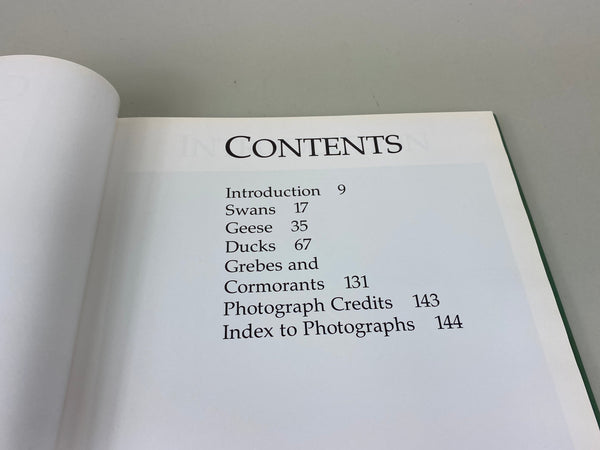 CONTENTS
Introduction 9
Swans 17
Geese 35
Ducks 67
Grebes and
Cormorants 131
Photograph Credits 143
Index to Photographs 144